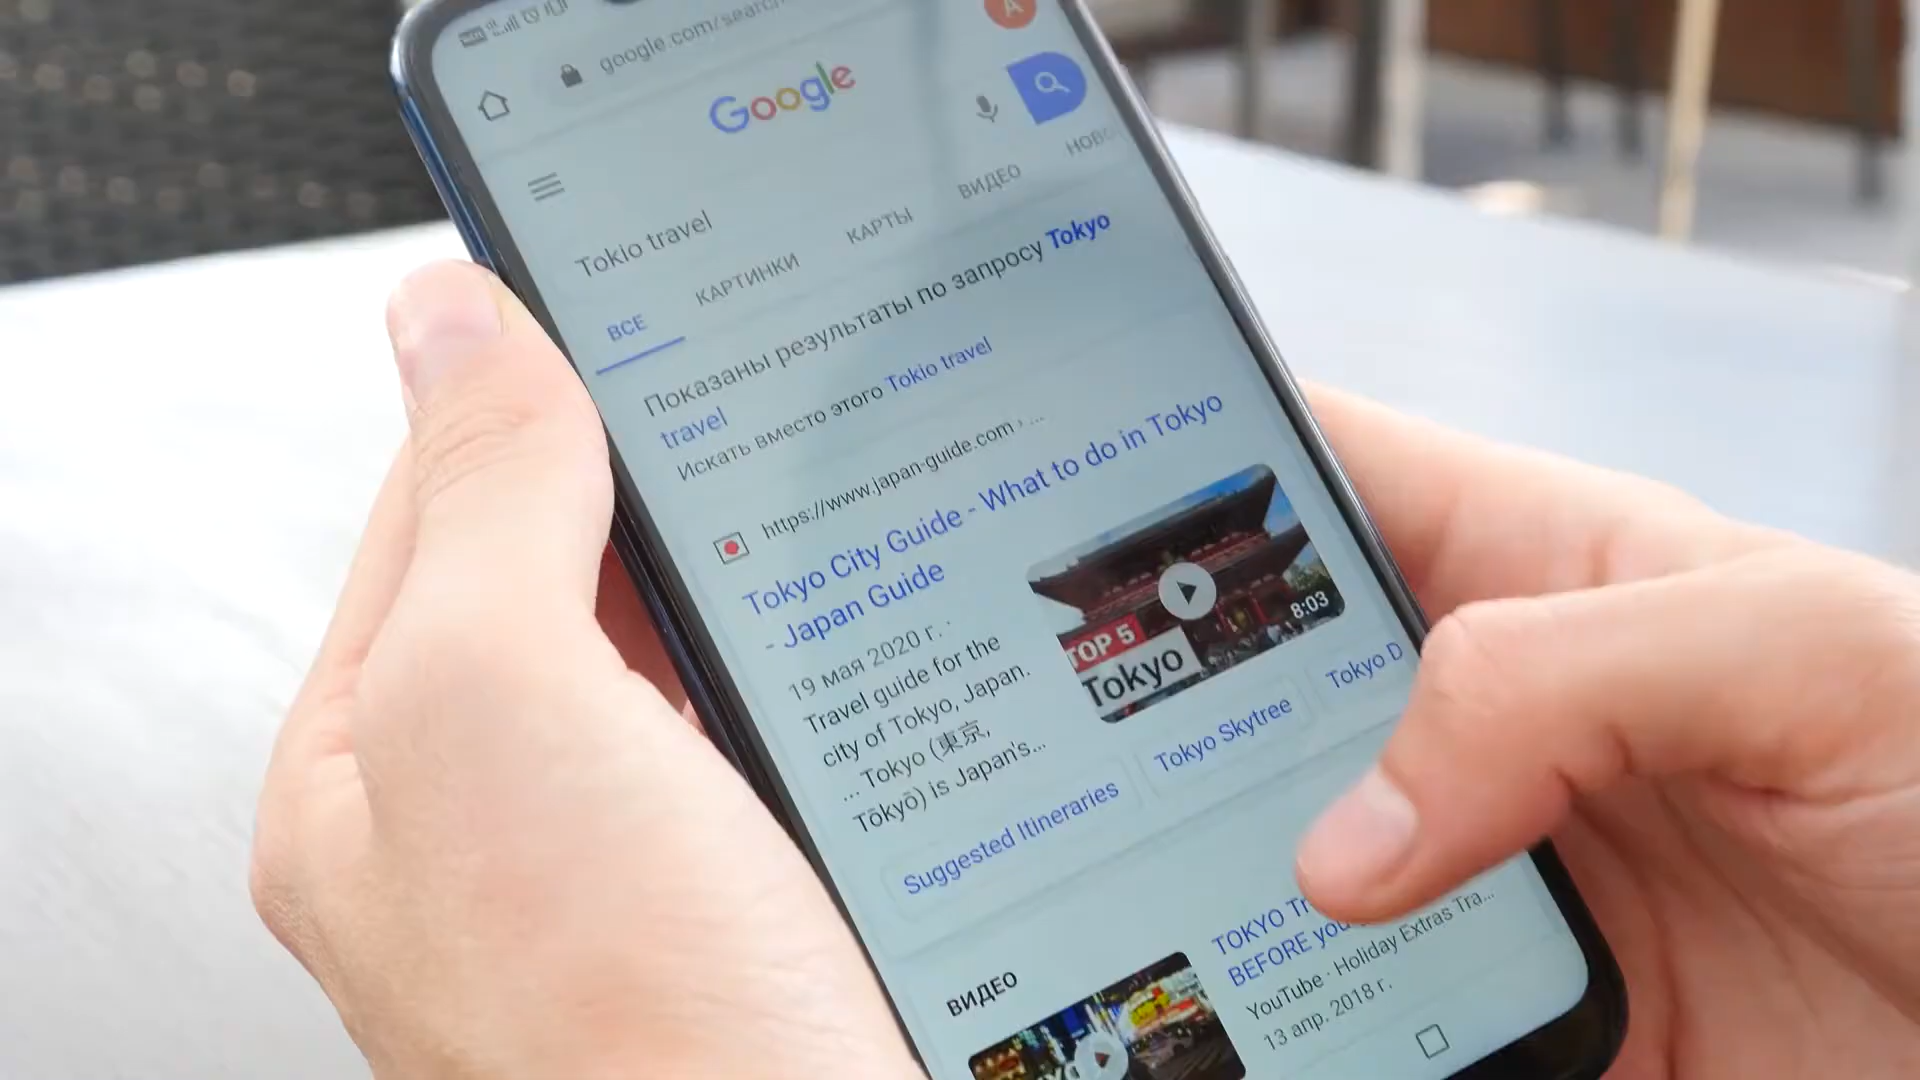 google.com/search
A
Google
Tokio travel
ВСЕ КАРТИНКИ КАРТЫ ВИДЕО НОВО
Показаны результаты по запросу Tokyo
travel
Искать вместо этого Tokio travel
https://www.japan-guide.com › ...
Tokyo City Guide - What to do in Tokyo
- Japan Guide
19 мая 2020 г. ·
Travel guide for the
city of Tokyo, Japan.
... Tokyo (東京,
Tōkyō) is Japan's...
TOP 5
Tokyo
8:03
Suggested Itineraries Tokyo Skytree Tokyo D
ВИДЕО
TOKYO Tr
BEFORE you
YouTube · Holiday Extras Tra...
13 апр. 2018 г.